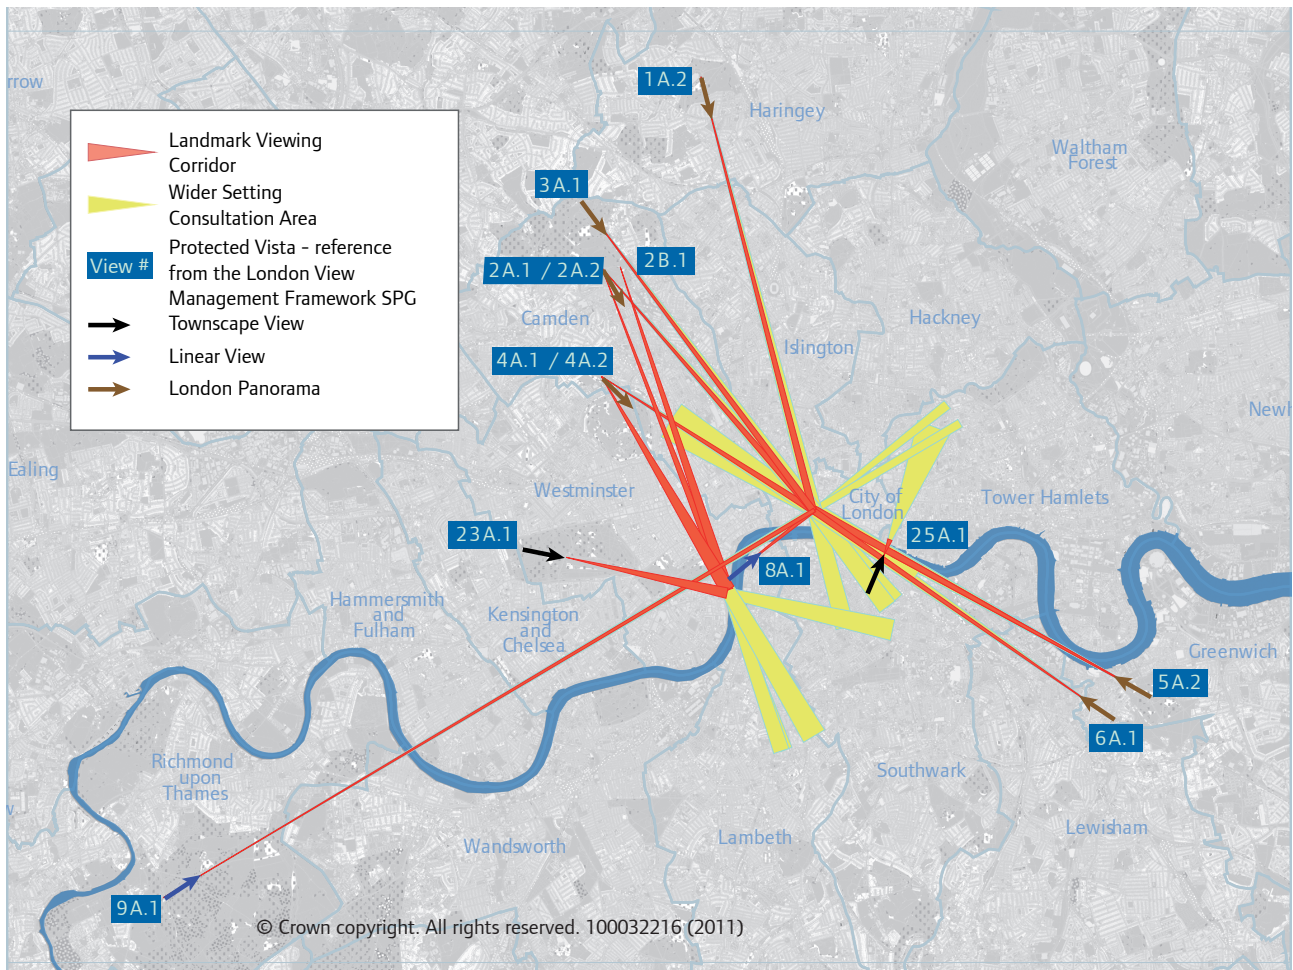 rrow
1A.2
Haringey
Waltham
Forest
Landmark Viewing
Corridor
Wider Setting
Consultation Area
View #
Protected Vista - reference
from the London View
Management Framework SPG
Townscape View
Linear View
London Panorama
3A.1
2B.1
2A.1 / 2A.2
Camden
Hackney
Islington
4A.1 / 4A.2
Newh
Ealing
Westminster
City of
London
Tower Hamlets
23A.1
25A.1
8A.1
Hammersmith
and
Fulham
Kensington
and
Chelsea
Greenwich
5A.2
6A.1
Richmond
upon
Thames
Southwark
w.
Lambeth
Lewisham
Wandsworth
9A.1
© Crown copyright. All rights reserved. 100032216 (2011)